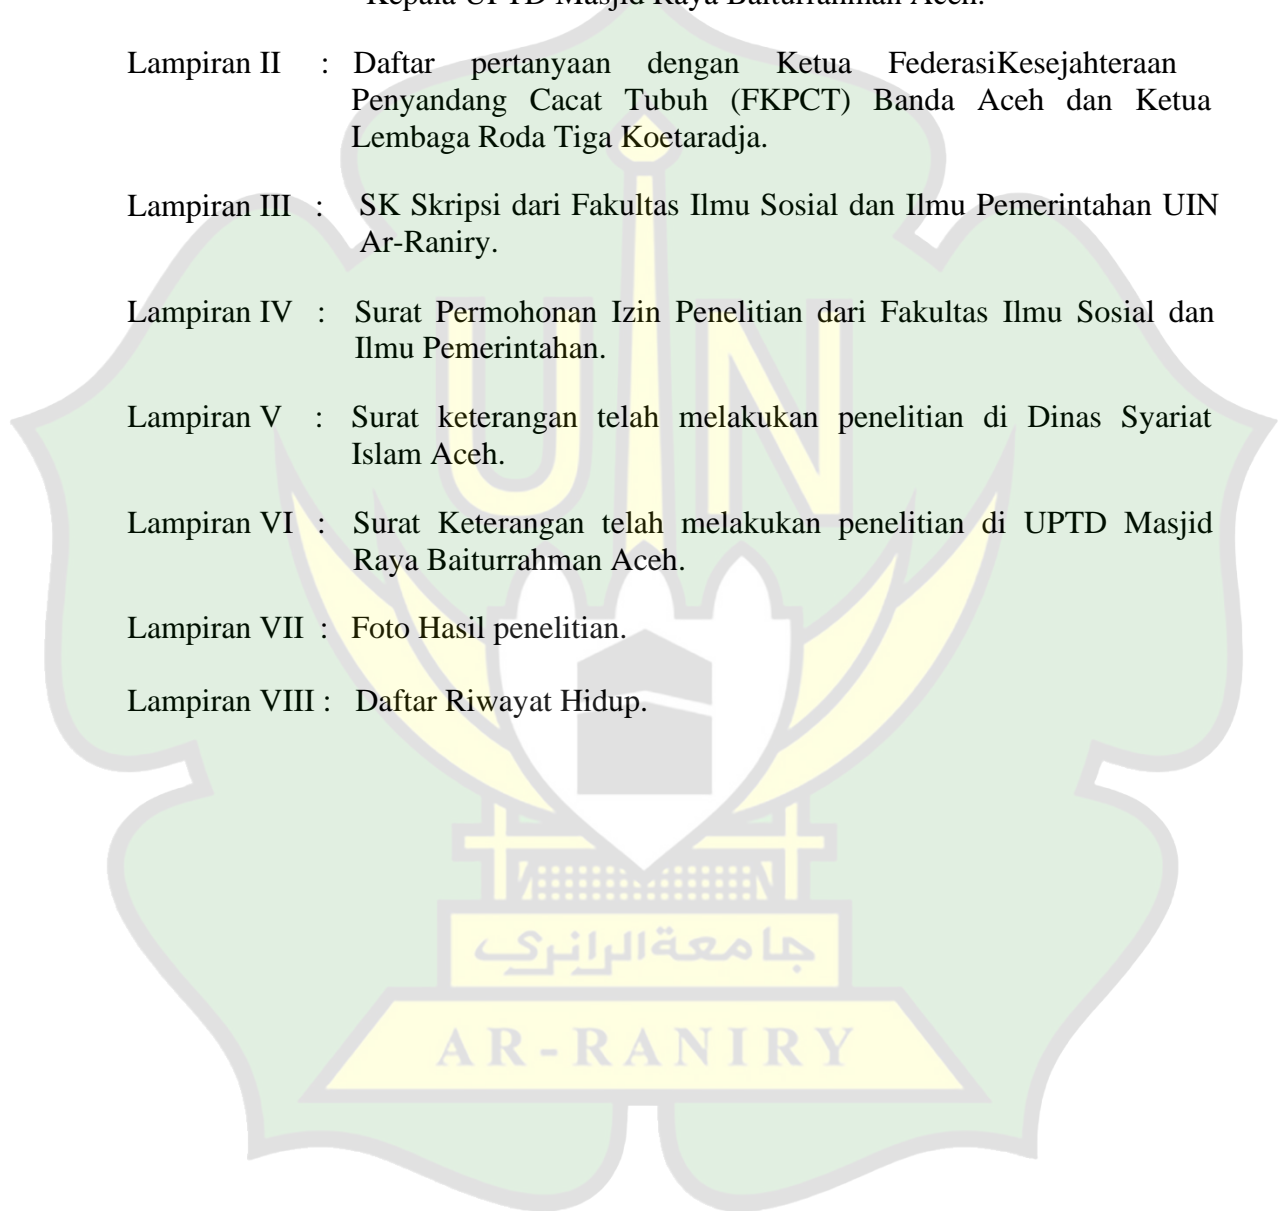 Kepala UPTD Masjid Raya Baiturrahman Aceh.
Lampiran II : Daftar pertanyaan dengan Ketua FederasiKesejahteraan
Penyandang Cacat Tubuh (FKPCT) Banda Aceh dan Ketua
Lembaga Roda Tiga Koetaradja.
Lampiran III : SK Skripsi dari Fakultas Ilmu Sosial dan Ilmu Pemerintahan UIN
Ar-Raniry.
Lampiran IV : Surat Permohonan Izin Penelitian dari Fakultas Ilmu Sosial dan
Ilmu Pemerintahan.
Lampiran V : Surat keterangan telah melakukan penelitian di Dinas Syariat
Islam Aceh.
Lampiran VI : Surat Keterangan telah melakukan penelitian di UPTD Masjid
Raya Baiturrahman Aceh.
Lampiran VII : Foto Hasil penelitian.
Lampiran VIII : Daftar Riwayat Hidup.
UIN
جامعة الرانري
AR-RANIRY